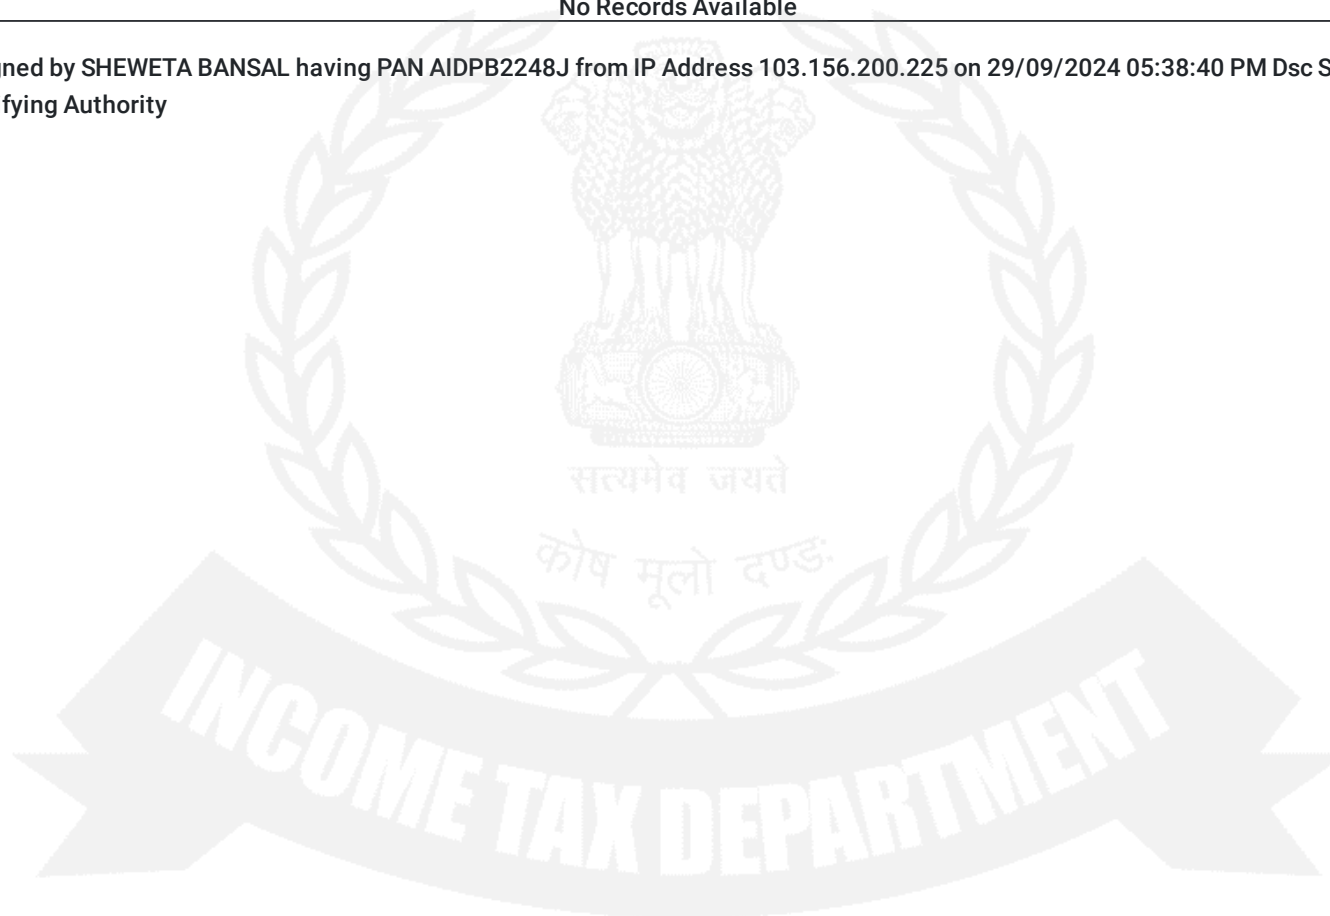 No Records Available
gned by SHEWETA BANSAL having PAN AIDPB2248J from IP Address 103.156.200.225 on 29/09/2024 05:38:40 PM Dsc S
fying Authority
सत्यमेव जयते
कोष मूलो दण्डः
INCOME TAX DEPARTMENT